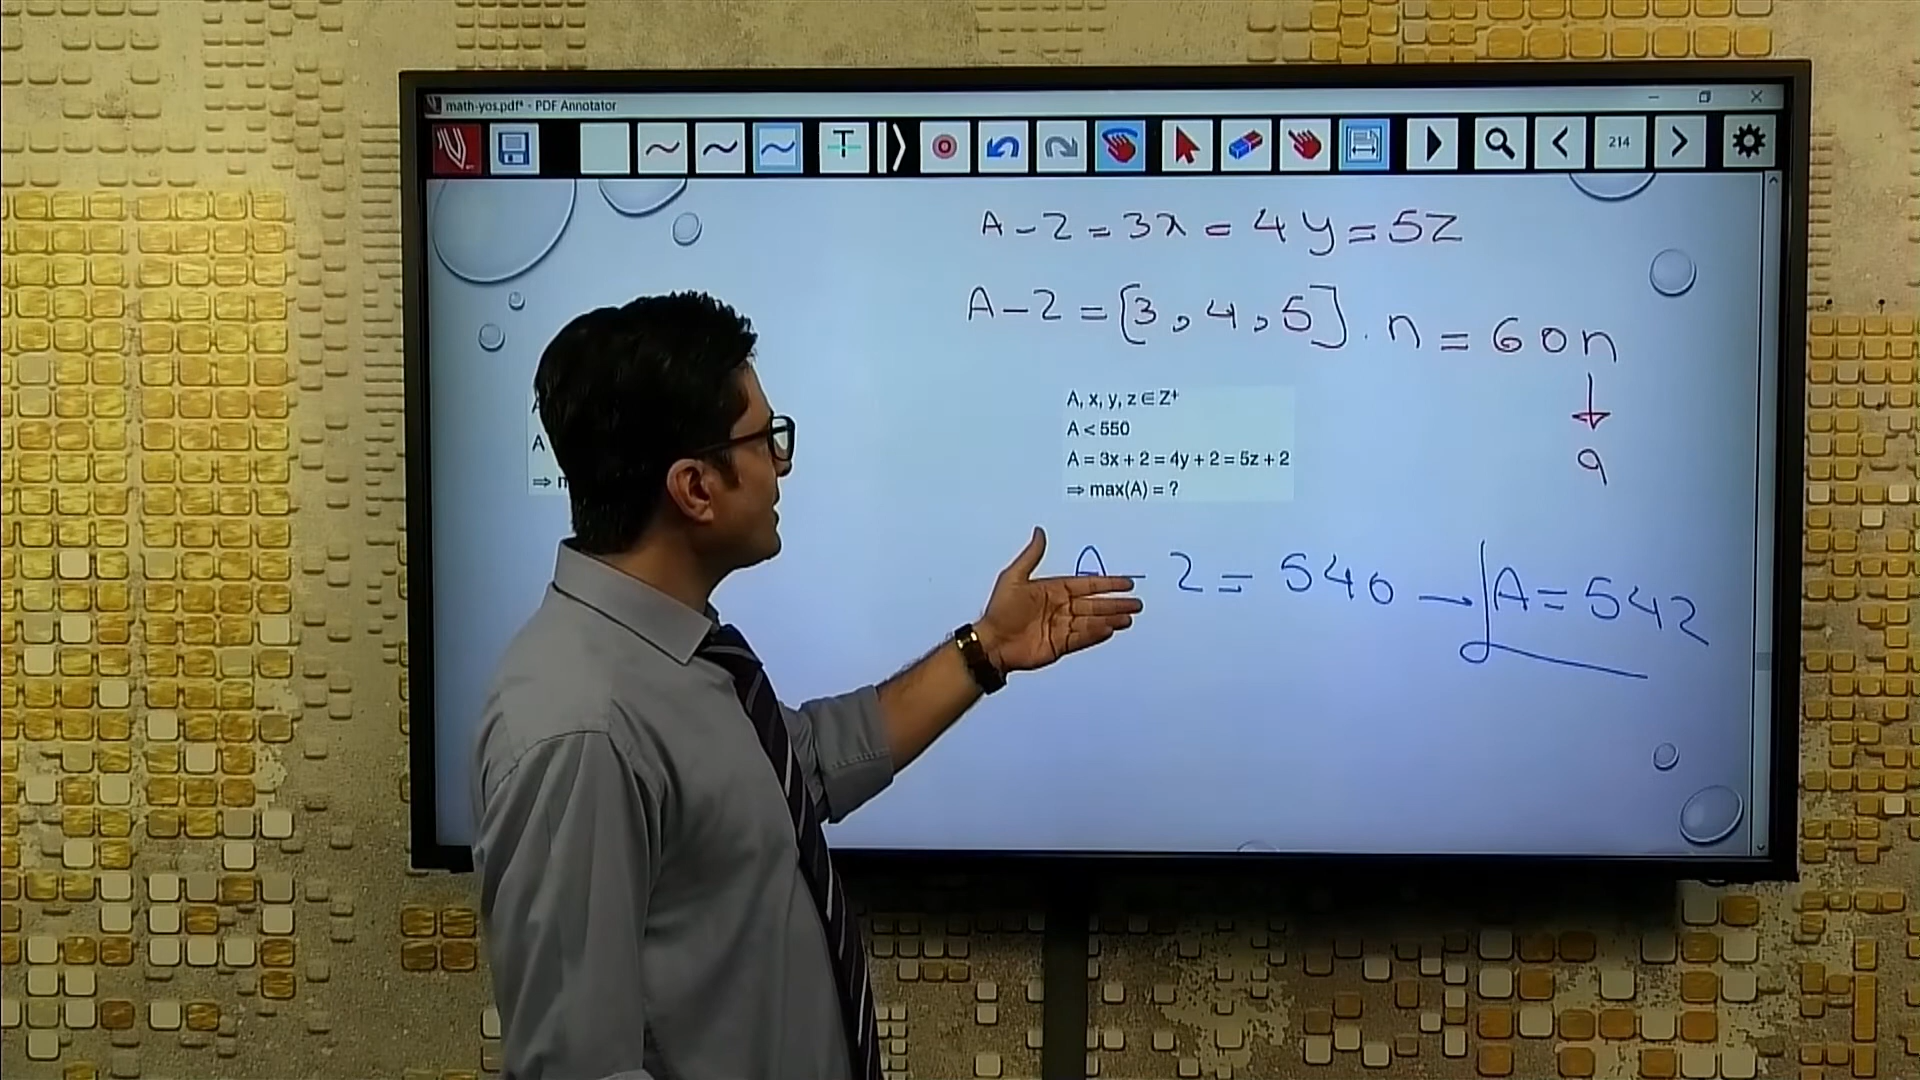 math-yos.pdf* - PDF Annotator
214
A-2=3x=4y=5z
A-2=[3,4,5].n=60n
9
A
A, x, y, z ∈ Z⁺
A < 550
A = 3x + 2 = 4y + 2 = 5z + 2
⇒ max(A) = ?
A-2=540→A=542